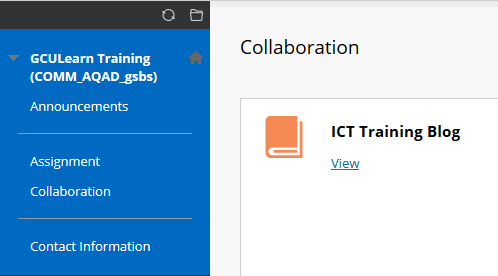 GCULearn Training
(COMM_AQAD_gsbs)
Announcements
Assignment
Collaboration
Contact Information
Collaboration
ICT Training Blog
View